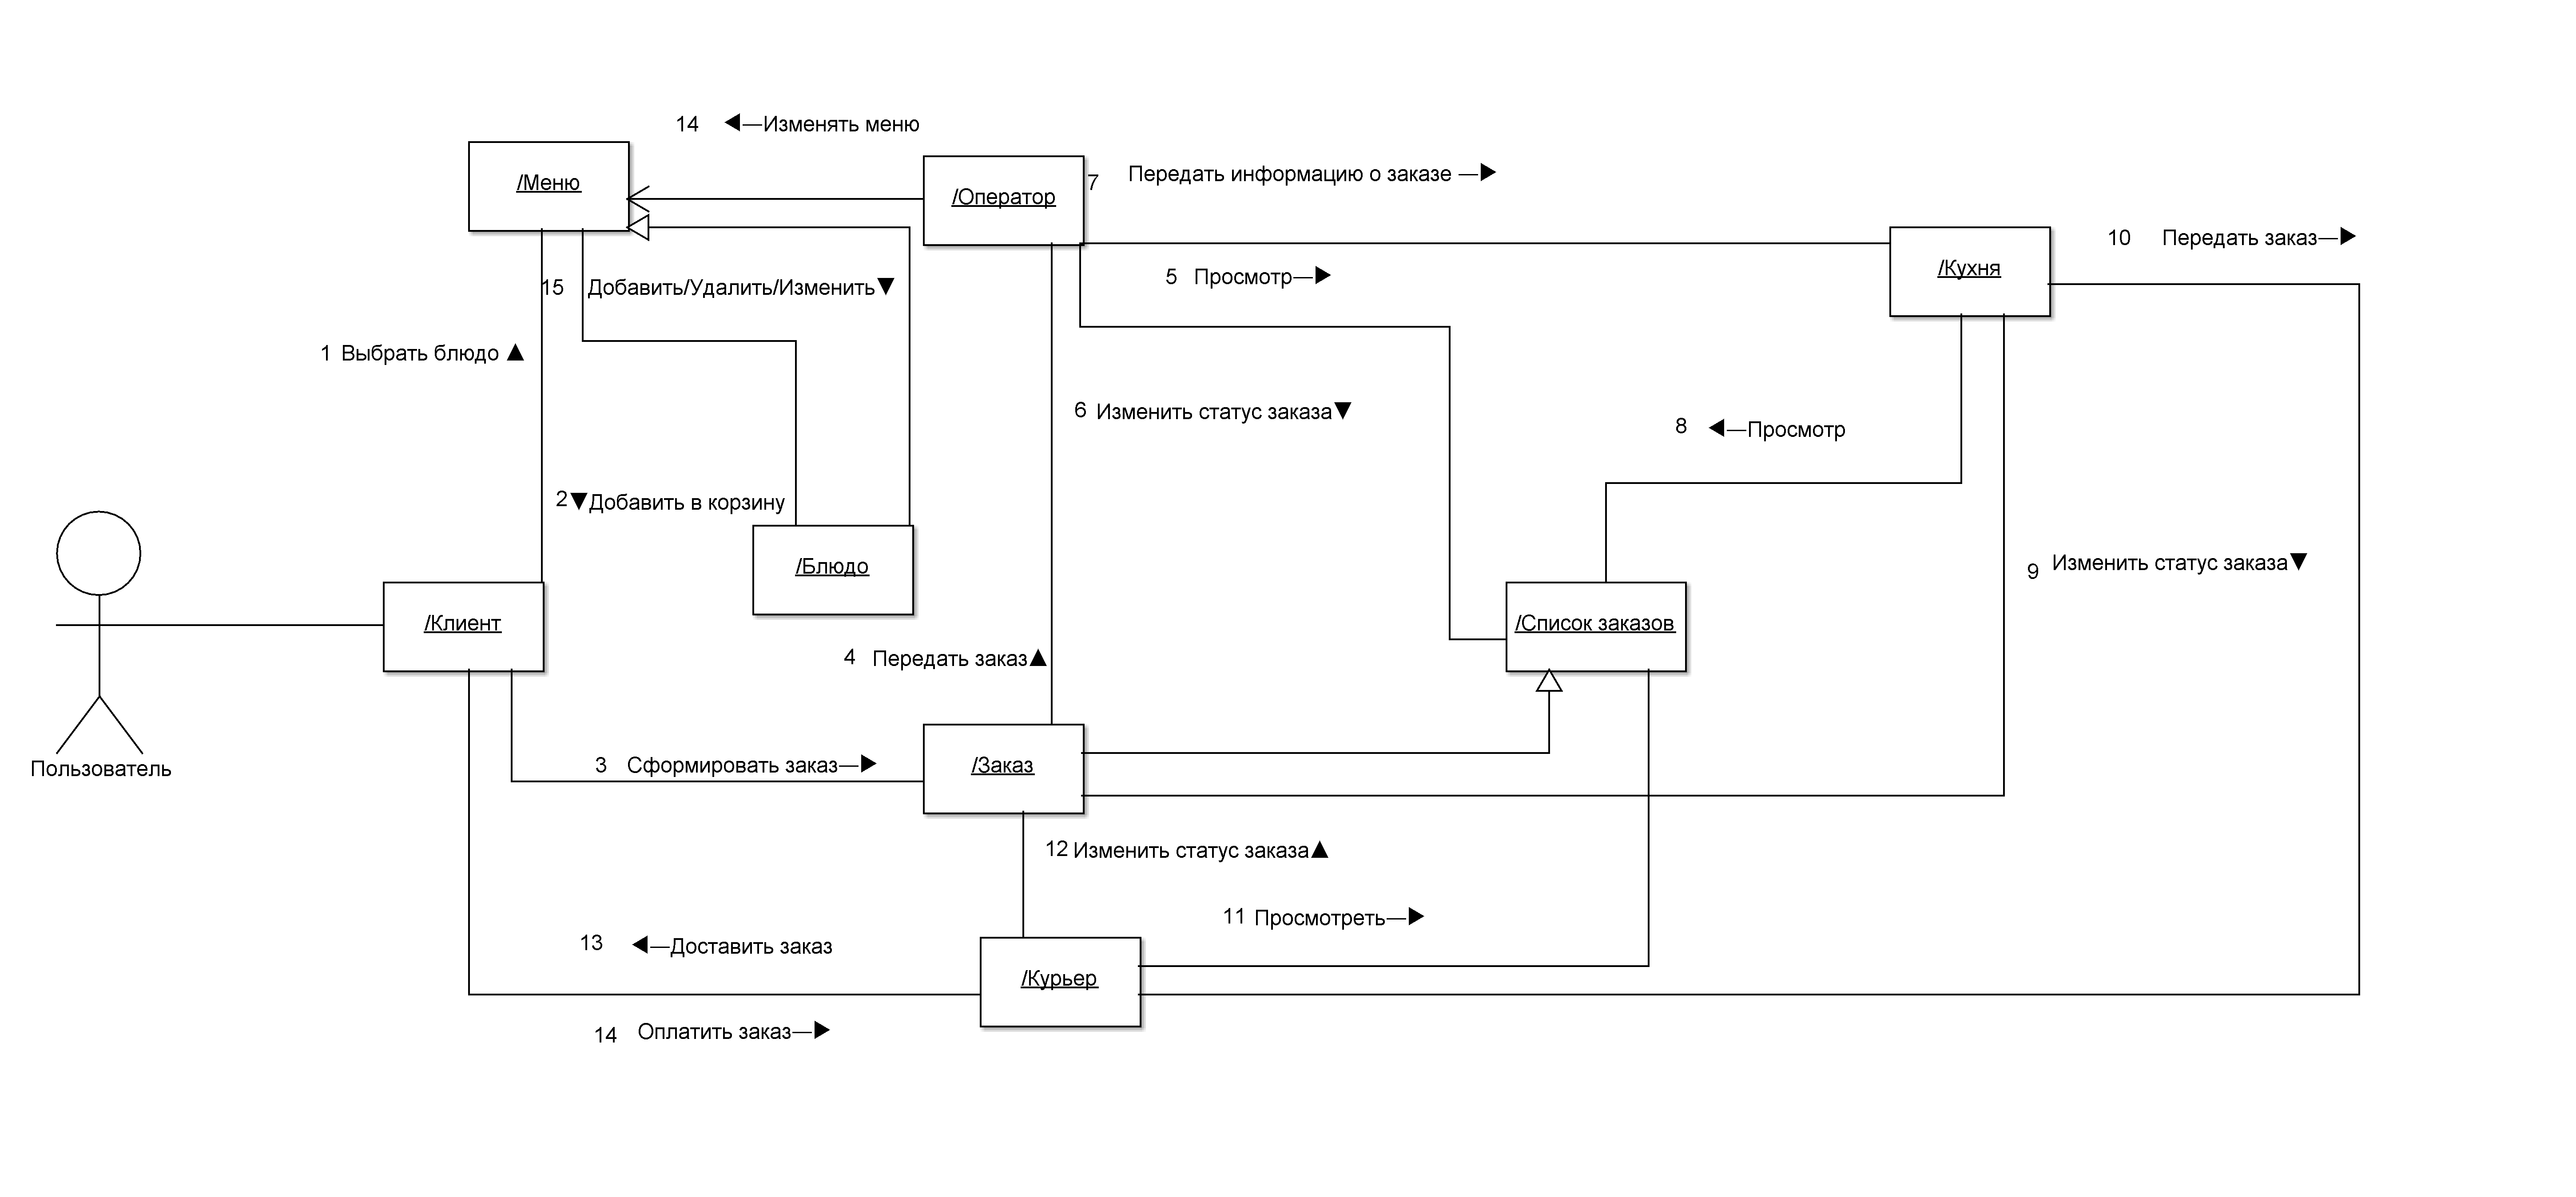 14 ◄—Изменять меню
/Меню
/Оператор
7 Передать информацию о заказе —►
10 Передать заказ—►
/Кухня
5 Просмотр—►
15 Добавить/Удалить/Изменить▼
1 Выбрать блюдо ▲
6 Изменить статус заказа▼
8 ◄—Просмотр
2▼Добавить в корзину
/Блюдо
9 Изменить статус заказа▼
/Клиент
/Список заказов
4 Передать заказ▲
Пользователь
3 Сформировать заказ—►
/Заказ
12 Изменить статус заказа▲
11 Просмотреть—►
13 ◄—Доставить заказ
/Курьер
14 Оплатить заказ—►